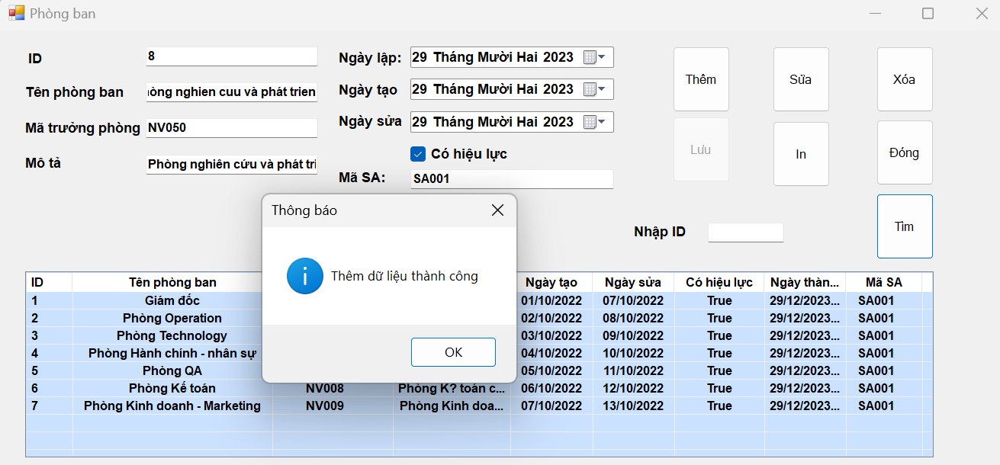 Phòng ban
ID 8
Tên phòng ban òng nghien cuu và phát trien
Mã trưởng phòng NV050
Mô tả Phòng nghiên cứu và phát tri
Ngày lập: 29 Tháng Mười Hai 2023
Ngày tạo 29 Tháng Mười Hai 2023
Ngày sửa 29 Tháng Mười Hai 2023
Có hiệu lực
Mã SA: SA001
Thêm Sửa Xóa
Lưu In Đóng
Tìm
Nhập ID
Thông báo
Thêm dữ liệu thành công
OK
ID Tên phòng ban Ngày tạo Ngày sửa Có hiệu lực Ngày thàn... Mã SA
1 Giám đốc 01/10/2022 07/10/2022 True 29/12/2023... SA001
2 Phòng Operation 02/10/2022 08/10/2022 True 29/12/2023... SA001
3 Phòng Technology 03/10/2022 09/10/2022 True 29/12/2023... SA001
4 Phòng Hành chính - nhân sự 04/10/2022 10/10/2022 True 29/12/2023... SA001
5 Phòng QA 05/10/2022 11/10/2022 True 29/12/2023... SA001
6 Phòng Kế toán NV008 Phòng K? toán c... 06/10/2022 12/10/2022 True 29/12/2023... SA001
7 Phòng Kinh doanh - Marketing NV009 Phòng Kinh doa... 07/10/2022 13/10/2022 True 29/12/2023... SA001